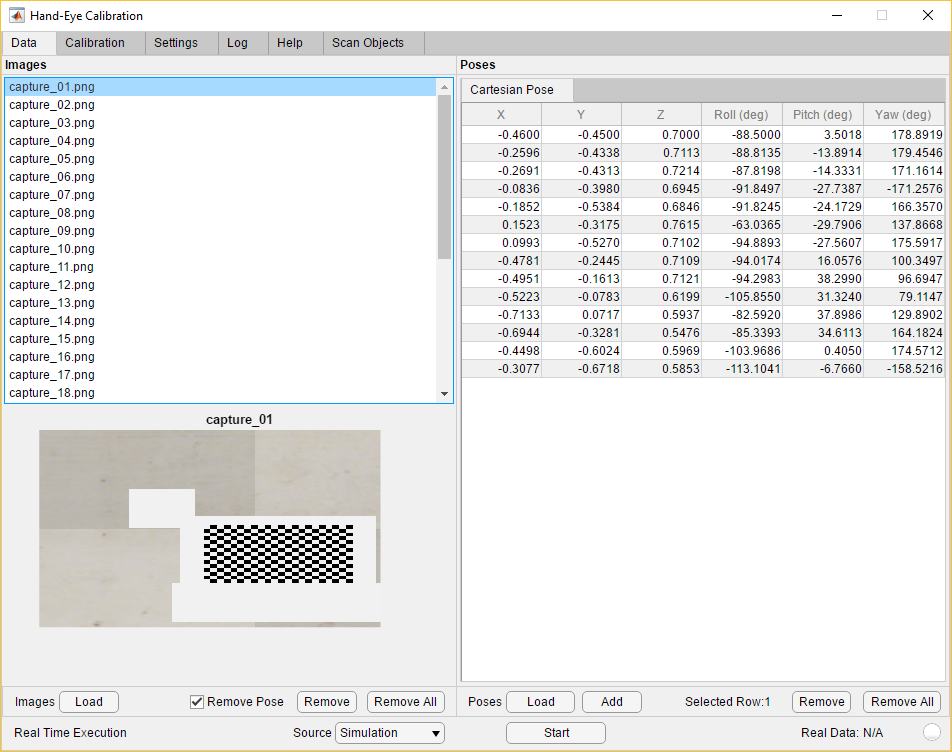 Hand-Eye Calibration
Data Calibration Settings Log Help Scan Objects
Images
capture_01.png
capture_02.png
capture_03.png
capture_04.png
capture_05.png
capture_06.png
capture_07.png
capture_08.png
capture_09.png
capture_10.png
capture_11.png
capture_12.png
capture_13.png
capture_14.png
capture_15.png
capture_16.png
capture_17.png
capture_18.png
capture_01
Images Load Remove Pose Remove Remove All
Poses
Cartesian Pose
X Y Z Roll (deg) Pitch (deg) Yaw (deg)
-0.4600 -0.4500 0.7000 -88.5000 3.5018 178.8919
-0.2596 -0.4338 0.7113 -88.8135 -13.8914 179.4546
-0.2691 -0.4313 0.7214 -87.8198 -14.3331 171.1614
-0.0836 -0.3980 0.6945 -91.8497 -27.7387 -171.2576
-0.1852 -0.5384 0.6846 -91.8245 -24.1729 166.3570
0.1523 -0.3175 0.7615 -63.0365 -29.7906 137.8668
0.0993 -0.5270 0.7102 -94.8893 -27.5607 175.5917
-0.4781 -0.2445 0.7109 -94.0174 16.0576 100.3497
-0.4951 -0.1613 0.7121 -94.2983 38.2990 96.6947
-0.5223 -0.0783 0.6199 -105.8550 31.3240 79.1147
-0.7133 0.0717 0.5937 -82.5920 37.8986 129.8902
-0.6944 -0.3281 0.5476 -85.3393 34.6113 164.1824
-0.4498 -0.6024 0.5969 -103.9686 0.4050 174.5712
-0.3077 -0.6718 0.5853 -113.1041 -6.7660 -158.5216
Poses Load Add Selected Row:1 Remove Remove All
Real Time Execution Source Simulation Start Real Data: N/A